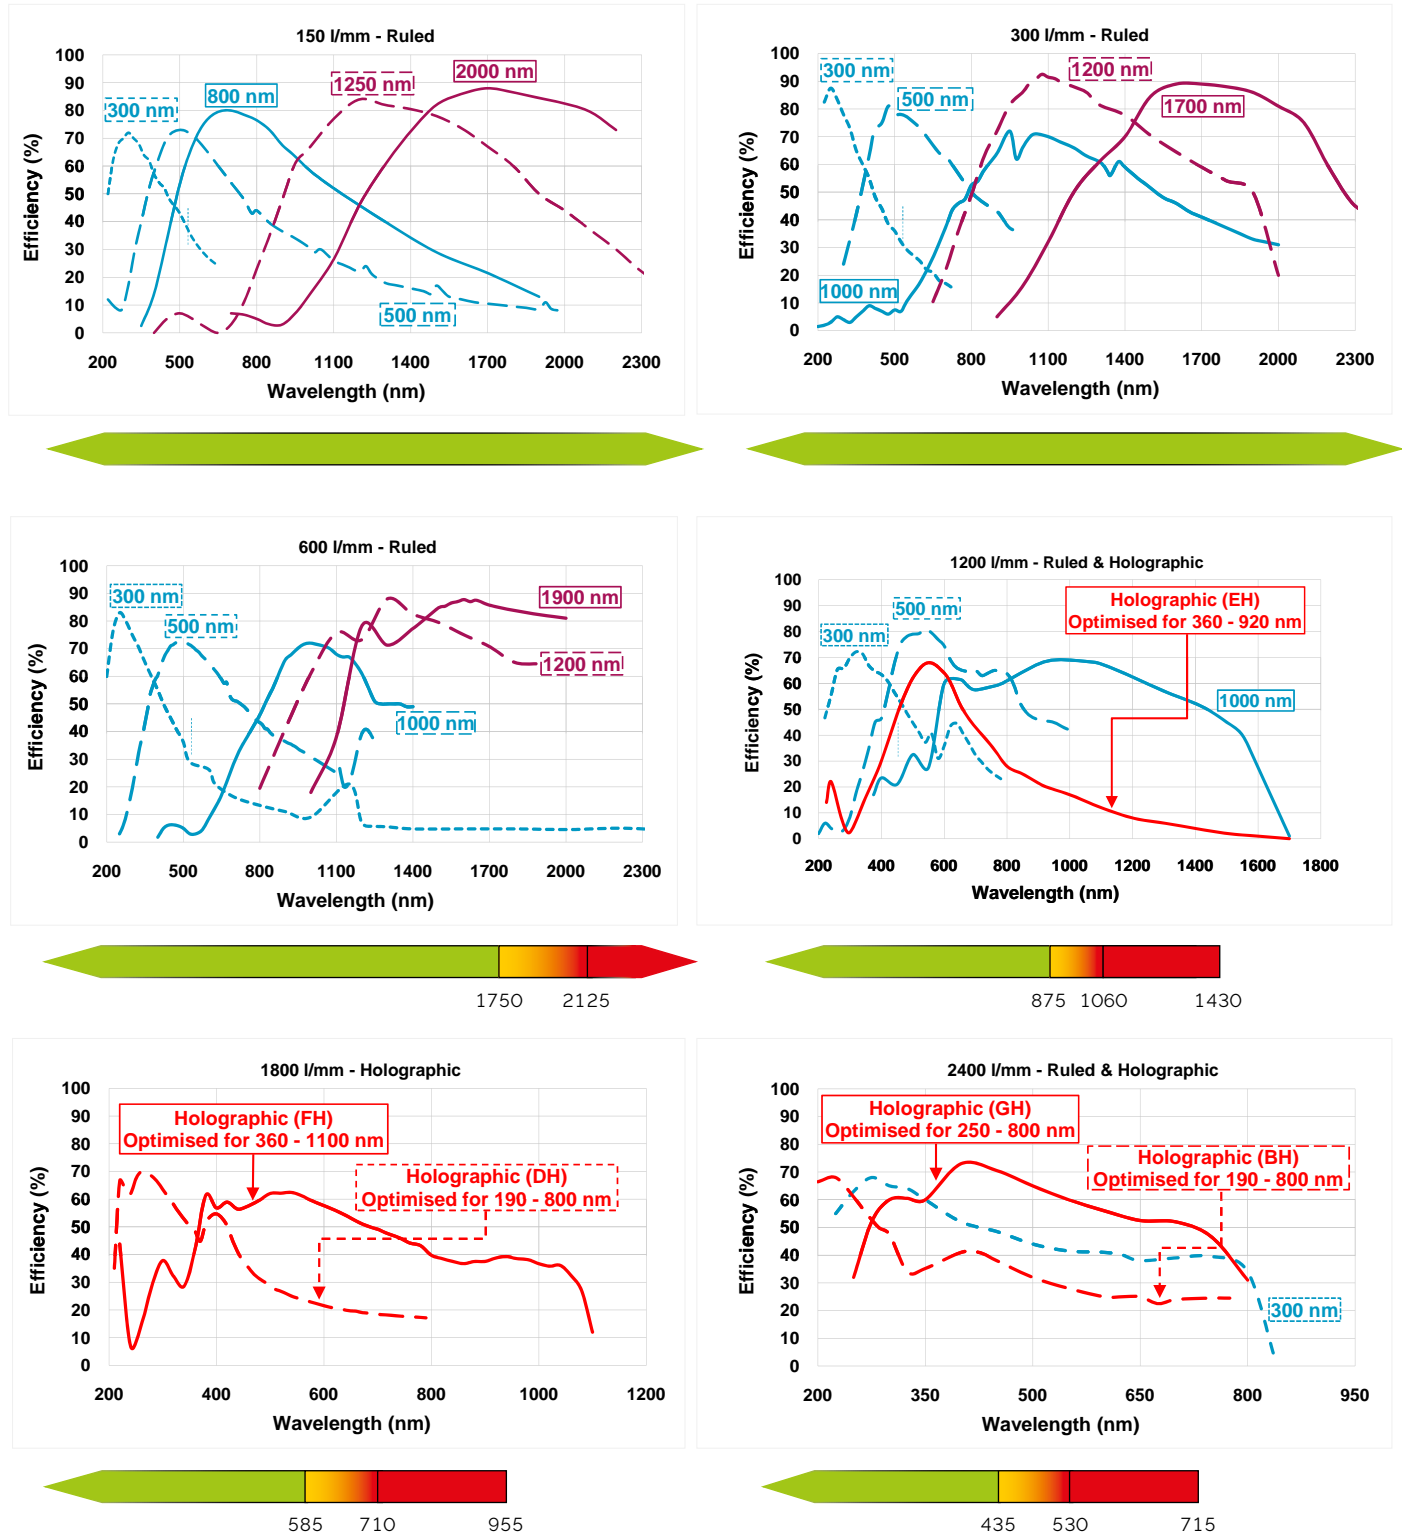 150 l/mm - Ruled
100
90
80
70
60
50
40
30
20
10
0
Efficiency (%)
300 nm
800 nm
1250 nm
2000 nm
500 nm
200 500 800 1100 1400 1700 2000 2300
Wavelength (nm)
300 l/mm - Ruled
100
90
80
70
60
50
40
30
20
10
0
Efficiency (%)
300 nm
500 nm
1200 nm
1700 nm
1000 nm
200 500 800 1100 1400 1700 2000 2300
Wavelength (nm)
600 l/mm - Ruled
100
90
80
70
60
50
40
30
20
10
0
Efficiency (%)
300 nm
500 nm
1900 nm
1200 nm
1000 nm
200 500 800 1100 1400 1700 2000 2300
Wavelength (nm)
1750 2125
1200 l/mm - Ruled & Holographic
100
90
80
70
60
50
40
30
20
10
0
Efficiency (%)
500 nm
300 nm
Holographic (EH)
Optimised for 360 - 920 nm
1000 nm
200 400 600 800 1000 1200 1400 1600 1800
Wavelength (nm)
875 1060 1430
1800 l/mm - Holographic
100
90
80
70
60
50
40
30
20
10
0
Efficiency (%)
Holographic (FH)
Optimised for 360 - 1100 nm
Holographic (DH)
Optimised for 190 - 800 nm
200 400 600 800 1000 1200
Wavelength (nm)
585 710 955
2400 l/mm - Ruled & Holographic
100
90
80
70
60
50
40
30
20
10
0
Efficiency (%)
Holographic (GH)
Optimised for 250 - 800 nm
Holographic (BH)
Optimised for 190 - 800 nm
300 nm
200 350 500 650 800 950
Wavelength (nm)
435 530 715